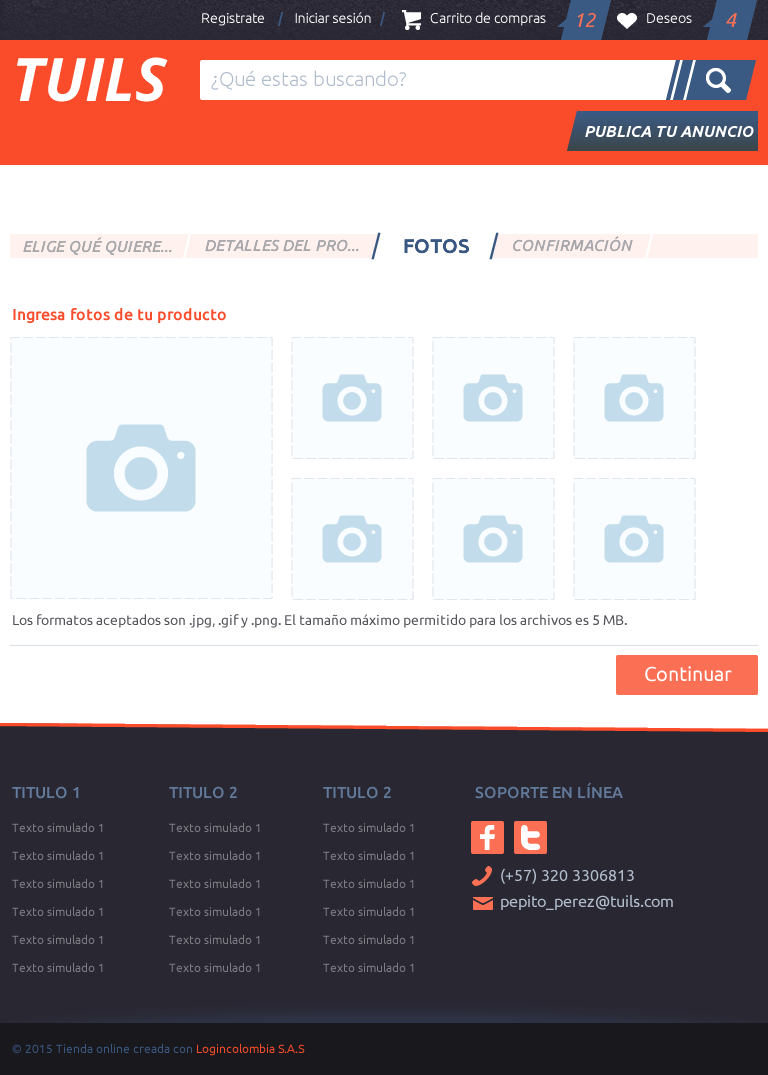 Registrate / Iniciar sesión / Carrito de compras 12 Deseos 4
TUILS
¿Qué estas buscando?
PUBLICA TU ANUNCIO
ELIGE QUÉ QUIERE... DETALLES DEL PRO... FOTOS CONFIRMACIÓN
Ingresa fotos de tu producto
Los formatos aceptados son .jpg, .gif y .png. El tamaño máximo permitido para los archivos es 5 MB.
Continuar
TITULO 1 TITULO 2 TITULO 2 SOPORTE EN LÍNEA
Texto simulado 1 Texto simulado 1 Texto simulado 1
Texto simulado 1 Texto simulado 1 Texto simulado 1
Texto simulado 1 Texto simulado 1 Texto simulado 1
Texto simulado 1 Texto simulado 1 Texto simulado 1
Texto simulado 1 Texto simulado 1 Texto simulado 1
Texto simulado 1 Texto simulado 1 Texto simulado 1
(+57) 320 3306813
pepito_perez@tuils.com
© 2015 Tienda online creada con Logincolombia S.A.S